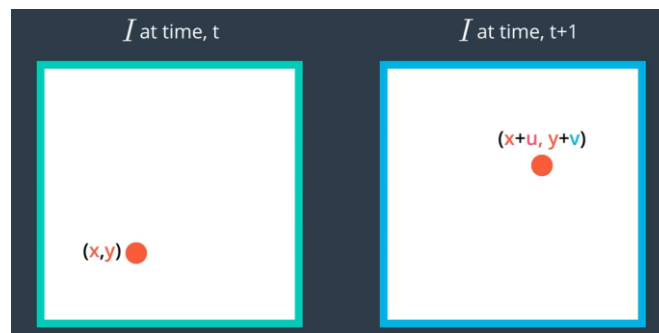 I at time, t
I at time, t+1
(x+u, y+v)
(x,y)